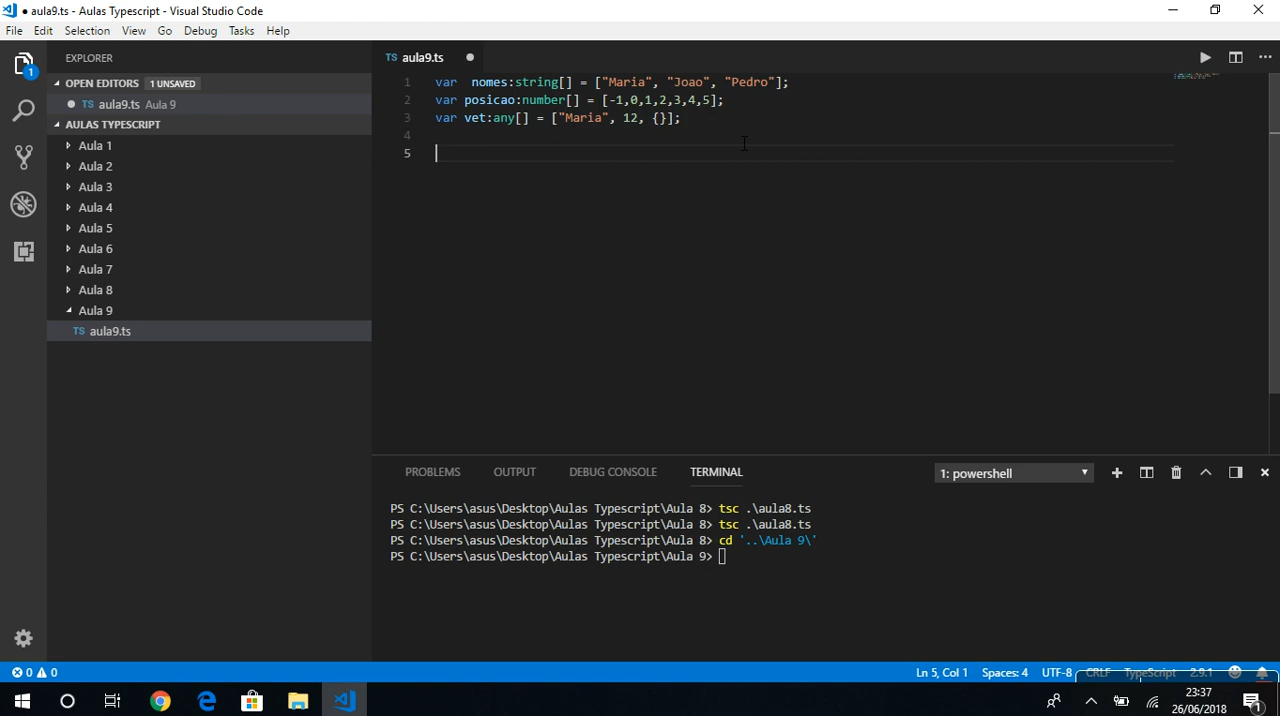 ● aula9.ts - Aulas Typescript - Visual Studio Code
File Edit Selection View Go Debug Tasks Help
EXPLORER
OPEN EDITORS 1 UNSAVED
TS aula9.ts Aula 9
AULAS TYPESCRIPT
Aula 1
Aula 2
Aula 3
Aula 4
Aula 5
Aula 6
Aula 7
Aula 8
Aula 9
TS aula9.ts
1
TS aula9.ts
1 var  nomes:string[] = ["Maria", "Joao", "Pedro"];
2 var posicao:number[] = [-1,0,1,2,3,4,5];
3 var vet:any[] = ["Maria", 12, {}];
4
5
PROBLEMS OUTPUT DEBUG CONSOLE TERMINAL 1: powershell
PS C:\Users\asus\Desktop\Aulas Typescript\Aula 8> tsc .\aula8.ts
PS C:\Users\asus\Desktop\Aulas Typescript\Aula 8> tsc .\aula8.ts
PS C:\Users\asus\Desktop\Aulas Typescript\Aula 8> cd '..\Aula 9\'
PS C:\Users\asus\Desktop\Aulas Typescript\Aula 9>
0 0 Ln 5, Col 1 Spaces: 4 UTF-8 CRLF TypeScript 2.9.1
23:37
26/06/2018
1